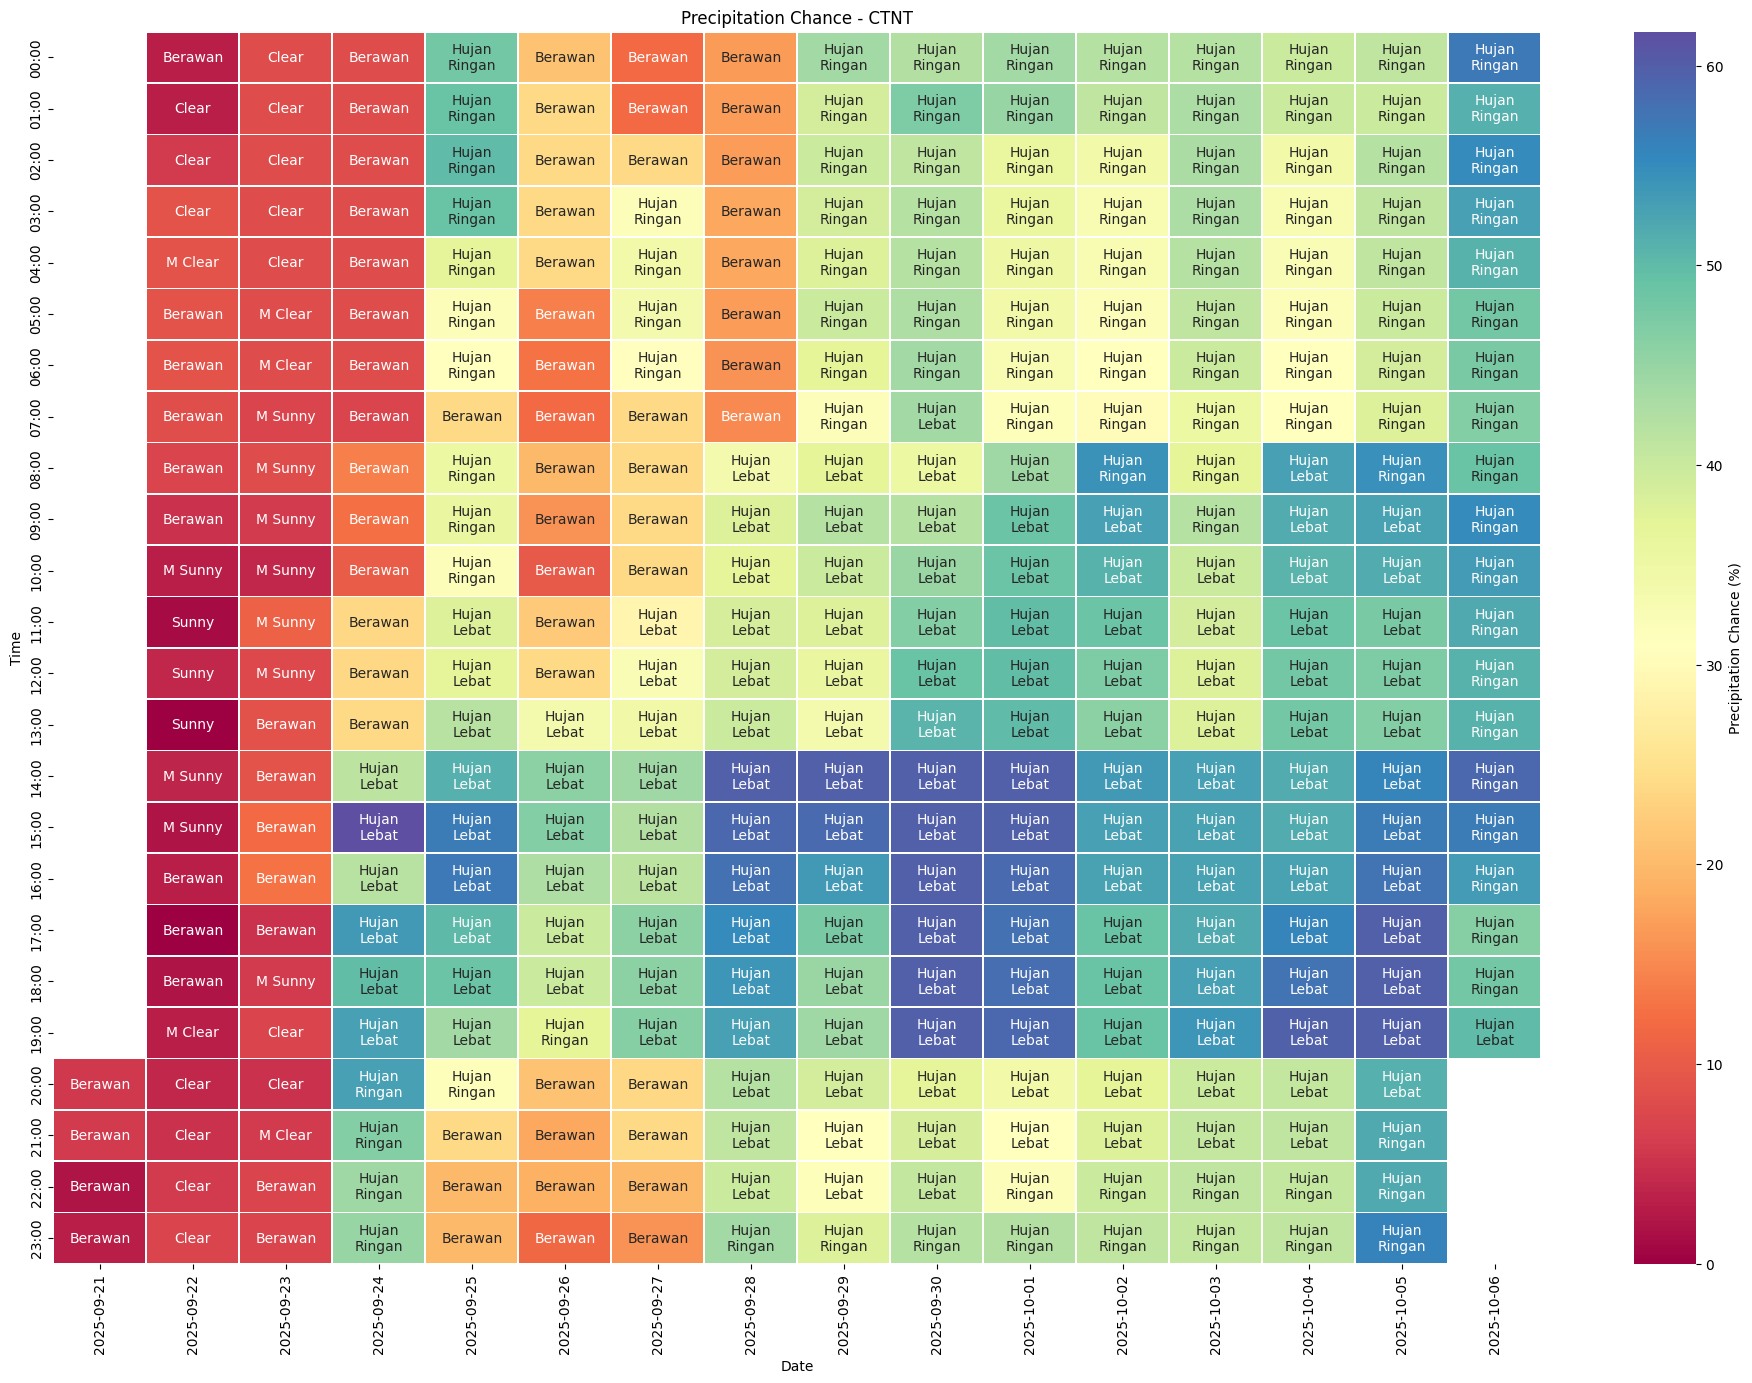 Precipitation Chance - CTNT
00:00 Berawan Clear Berawan Hujan Ringan Berawan Berawan Berawan Hujan Ringan Hujan Ringan Hujan Ringan Hujan Ringan Hujan Ringan Hujan Ringan Hujan Ringan Hujan Ringan
01:00 Clear Clear Berawan Hujan Ringan Berawan Berawan Berawan Hujan Ringan Hujan Ringan Hujan Ringan Hujan Ringan Hujan Ringan Hujan Ringan Hujan Ringan Hujan Ringan
02:00 Clear Clear Berawan Hujan Ringan Berawan Berawan Berawan Hujan Ringan Hujan Ringan Hujan Ringan Hujan Ringan Hujan Ringan Hujan Ringan Hujan Ringan Hujan Ringan
03:00 Clear Clear Berawan Hujan Ringan Berawan Hujan Ringan Berawan Hujan Ringan Hujan Ringan Hujan Ringan Hujan Ringan Hujan Ringan Hujan Ringan Hujan Ringan Hujan Ringan
04:00 M Clear Clear Berawan Hujan Ringan Berawan Hujan Ringan Berawan Hujan Ringan Hujan Ringan Hujan Ringan Hujan Ringan Hujan Ringan Hujan Ringan Hujan Ringan Hujan Ringan
05:00 Berawan M Clear Berawan Hujan Ringan Berawan Hujan Ringan Berawan Hujan Ringan Hujan Ringan Hujan Ringan Hujan Ringan Hujan Ringan Hujan Ringan Hujan Ringan Hujan Ringan
06:00 Berawan M Clear Berawan Hujan Ringan Berawan Hujan Ringan Berawan Hujan Ringan Hujan Ringan Hujan Ringan Hujan Ringan Hujan Ringan Hujan Ringan Hujan Ringan Hujan Ringan
07:00 Berawan M Sunny Berawan Berawan Berawan Berawan Berawan Hujan Ringan Hujan Lebat Hujan Ringan Hujan Ringan Hujan Ringan Hujan Ringan Hujan Ringan Hujan Ringan
08:00 Berawan M Sunny Berawan Hujan Ringan Berawan Berawan Hujan Lebat Hujan Lebat Hujan Lebat Hujan Lebat Hujan Ringan Hujan Ringan Hujan Lebat Hujan Ringan Hujan Ringan
09:00 Berawan M Sunny Berawan Hujan Ringan Berawan Berawan Hujan Lebat Hujan Lebat Hujan Lebat Hujan Lebat Hujan Lebat Hujan Ringan Hujan Lebat Hujan Lebat Hujan Ringan
10:00 M Sunny M Sunny Berawan Hujan Ringan Berawan Berawan Hujan Lebat Hujan Lebat Hujan Lebat Hujan Lebat Hujan Lebat Hujan Lebat Hujan Lebat Hujan Lebat Hujan Ringan
11:00 Sunny M Sunny Berawan Hujan Lebat Berawan Hujan Lebat Hujan Lebat Hujan Lebat Hujan Lebat Hujan Lebat Hujan Lebat Hujan Lebat Hujan Lebat Hujan Lebat Hujan Ringan
12:00 Sunny M Sunny Berawan Hujan Lebat Berawan Hujan Lebat Hujan Lebat Hujan Lebat Hujan Lebat Hujan Lebat Hujan Lebat Hujan Lebat Hujan Lebat Hujan Lebat Hujan Ringan
13:00 Sunny Berawan Berawan Hujan Lebat Hujan Lebat Hujan Lebat Hujan Lebat Hujan Lebat Hujan Lebat Hujan Lebat Hujan Lebat Hujan Lebat Hujan Lebat Hujan Lebat Hujan Ringan
14:00 M Sunny Berawan Hujan Lebat Hujan Lebat Hujan Lebat Hujan Lebat Hujan Lebat Hujan Lebat Hujan Lebat Hujan Lebat Hujan Lebat Hujan Lebat Hujan Lebat Hujan Lebat Hujan Ringan
15:00 M Sunny Berawan Hujan Lebat Hujan Lebat Hujan Lebat Hujan Lebat Hujan Lebat Hujan Lebat Hujan Lebat Hujan Lebat Hujan Lebat Hujan Lebat Hujan Lebat Hujan Lebat Hujan Ringan
16:00 Berawan Berawan Hujan Lebat Hujan Lebat Hujan Lebat Hujan Lebat Hujan Lebat Hujan Lebat Hujan Lebat Hujan Lebat Hujan Lebat Hujan Lebat Hujan Lebat Hujan Lebat Hujan Ringan
17:00 Berawan Berawan Hujan Lebat Hujan Lebat Hujan Lebat Hujan Lebat Hujan Lebat Hujan Lebat Hujan Lebat Hujan Lebat Hujan Lebat Hujan Lebat Hujan Lebat Hujan Lebat Hujan Ringan
18:00 Berawan M Sunny Hujan Lebat Hujan Lebat Hujan Lebat Hujan Lebat Hujan Lebat Hujan Lebat Hujan Lebat Hujan Lebat Hujan Lebat Hujan Lebat Hujan Lebat Hujan Lebat Hujan Ringan
19:00 M Clear Clear Hujan Lebat Hujan Lebat Hujan Ringan Hujan Lebat Hujan Lebat Hujan Lebat Hujan Lebat Hujan Lebat Hujan Lebat Hujan Lebat Hujan Lebat Hujan Lebat Hujan Lebat
20:00 Berawan Clear Clear Hujan Ringan Hujan Ringan Berawan Berawan Hujan Lebat Hujan Lebat Hujan Lebat Hujan Lebat Hujan Lebat Hujan Lebat Hujan Lebat Hujan Lebat
21:00 Berawan Clear M Clear Hujan Ringan Berawan Berawan Berawan Hujan Lebat Hujan Lebat Hujan Lebat Hujan Lebat Hujan Lebat Hujan Lebat Hujan Lebat Hujan Ringan
22:00 Berawan Clear Berawan Hujan Ringan Berawan Berawan Berawan Hujan Lebat Hujan Lebat Hujan Lebat Hujan Ringan Hujan Ringan Hujan Ringan Hujan Ringan Hujan Ringan
23:00 Berawan Clear Berawan Hujan Ringan Berawan Berawan Berawan Hujan Ringan Hujan Ringan Hujan Ringan Hujan Ringan Hujan Ringan Hujan Ringan Hujan Ringan Hujan Ringan
Time
2025-09-21 2025-09-22 2025-09-23 2025-09-24 2025-09-25 2025-09-26 2025-09-27 2025-09-28 2025-09-29 2025-09-30 2025-10-01 2025-10-02 2025-10-03 2025-10-04 2025-10-05 2025-10-06
Date
60
50
40
30
20
10
0
Precipitation Chance (%)